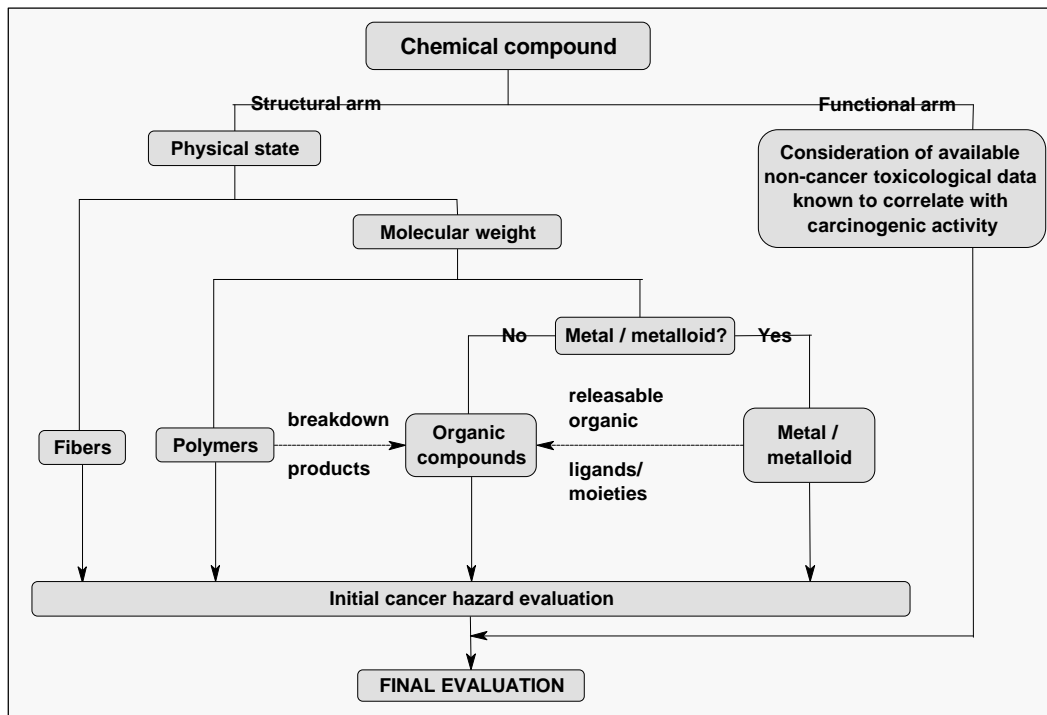 Chemical compound
Structural arm
Functional arm
Physical state
Consideration of available
non-cancer toxicological data
known to correlate with
carcinogenic activity
Molecular weight
No
Metal / metalloid?
Yes
Fibers
Polymers
breakdown
products
Organic
compounds
releasable
organic
ligands/
moieties
Metal /
metalloid
Initial cancer hazard evaluation
FINAL EVALUATION